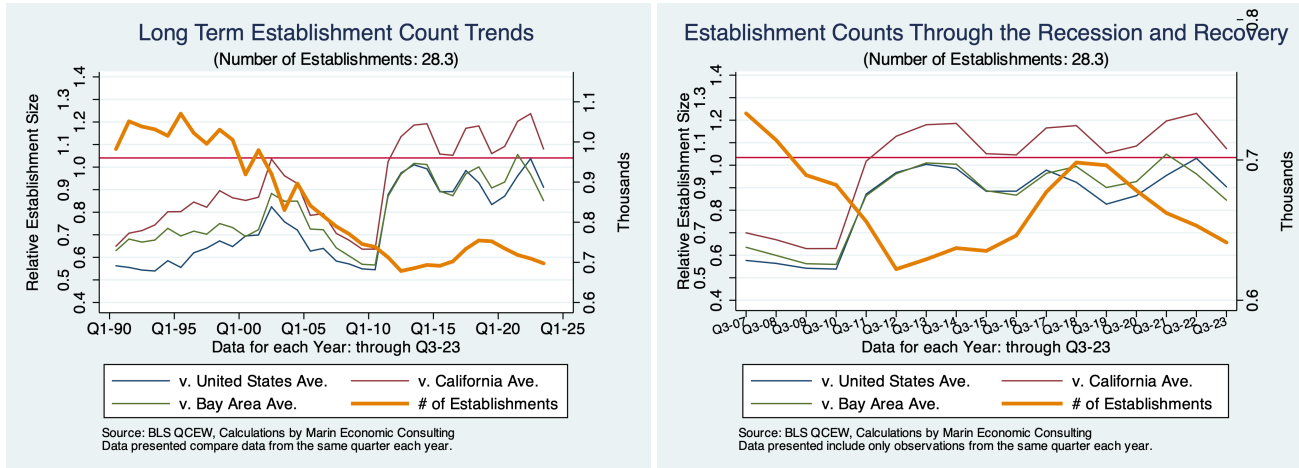 Long Term Establishment Count Trends
(Number of Establishments: 28.3)
Relative Establishment Size
0.4 0.5 0.6 0.7 0.8 0.9 1.0 1.1 1.2 1.3 1.4
0.6 0.7 0.8 0.9 1.0 1.1
Thousands
Q1-90 Q1-95 Q1-00 Q1-05 Q1-10 Q1-15 Q1-20 Q1-25
Data for each Year: through Q3-23
v. United States Ave. v. California Ave.
v. Bay Area Ave. # of Establishments
Source: BLS QCEW, Calculations by Marin Economic Consulting
Data presented compare data from the same quarter each year.
Establishment Counts Through the Recession and Recovery
(Number of Establishments: 28.3)
Relative Establishment Size
0.4 0.5 0.6 0.7 0.8 0.9 1.0 1.1 1.2 1.3 1.4
0.6 0.7 0.8
Thousands
Q3-07 Q3-08 Q3-09 Q3-10 Q3-11 Q3-12 Q3-13 Q3-14 Q3-15 Q3-16 Q3-17 Q3-18 Q3-19 Q3-20 Q3-21 Q3-22 Q3-23
Data for each Year: through Q3-23
v. United States Ave. v. California Ave.
v. Bay Area Ave. # of Establishments
Source: BLS QCEW, Calculations by Marin Economic Consulting
Data presented include only observations from the same quarter each year.